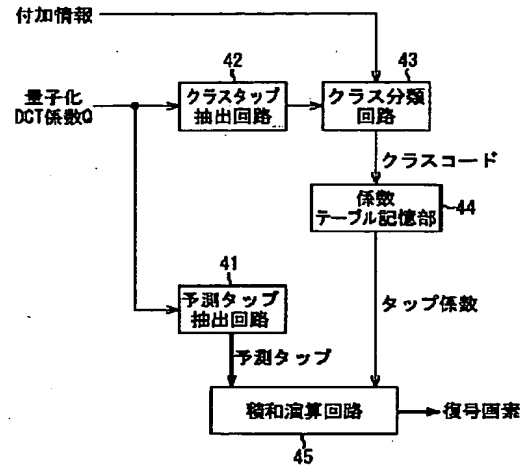 付加情報
42
43
量子化
DCT係数Q
クラスタップ
抽出回路
クラス分類
回路
クラスコード
係数
テーブル記憶部
44
41
予測タップ
抽出回路
タップ係数
予測タップ
積和演算回路
復号画素
45